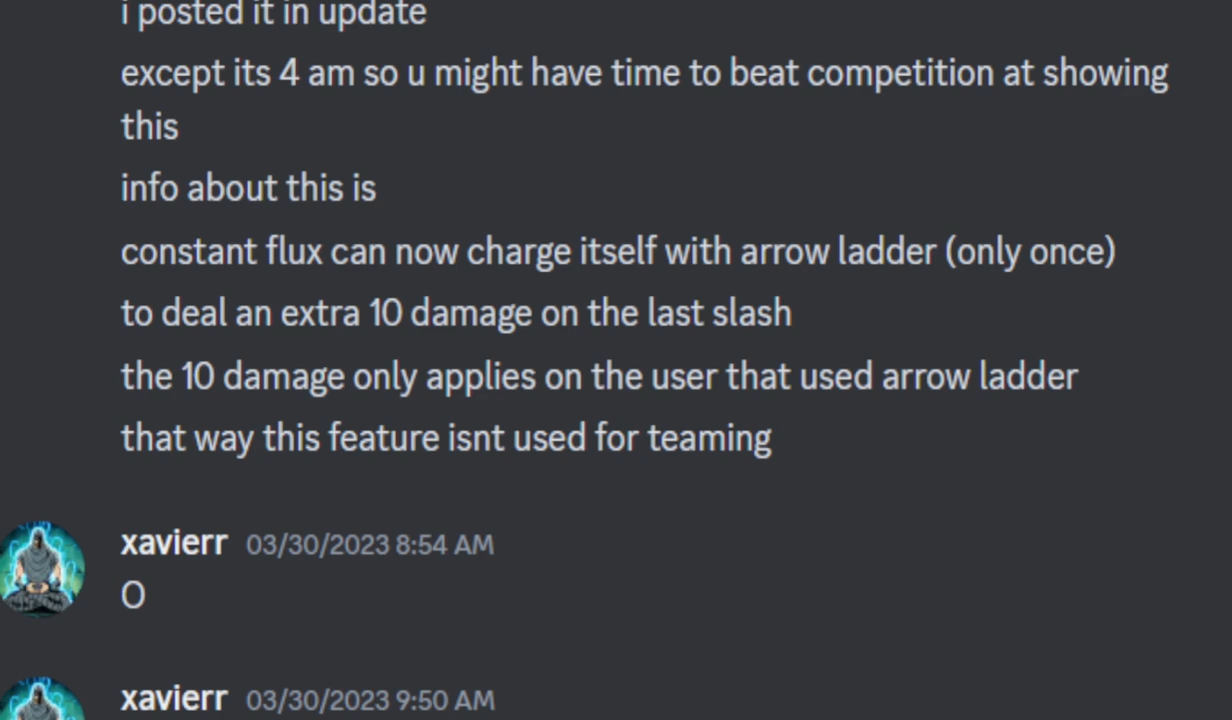 i posted it in update
except its 4 am so u might have time to beat competition at showing
this
info about this is
constant flux can now charge itself with arrow ladder (only once)
to deal an extra 10 damage on the last slash
the 10 damage only applies on the user that used arrow ladder
that way this feature isnt used for teaming
xavierr 03/30/2023 8:54 AM
O
xavierr 03/30/2023 9:50 AM